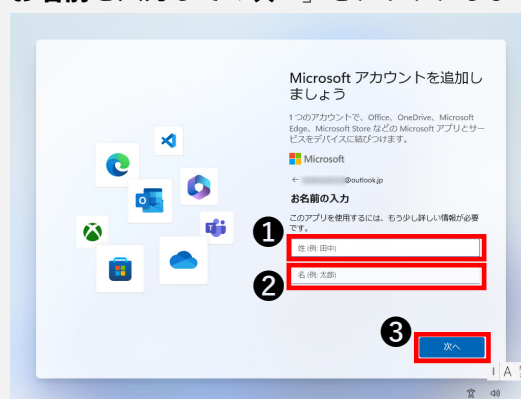 Microsoft アカウントを追加し
ましょう
1 つのアカウントで、Office、OneDrive、Microsoft
Edge、Microsoft Store などの Microsoft アプリとサー
ビスをデバイスに結びつけます。
Microsoft
← @outlook.jp
お名前の入力
このアプリを使用するには、もう少し詳しい情報が必要
です。
❶
姓 (例: 田中)
❷
名 (例: 太郎)
❸
次へ
A